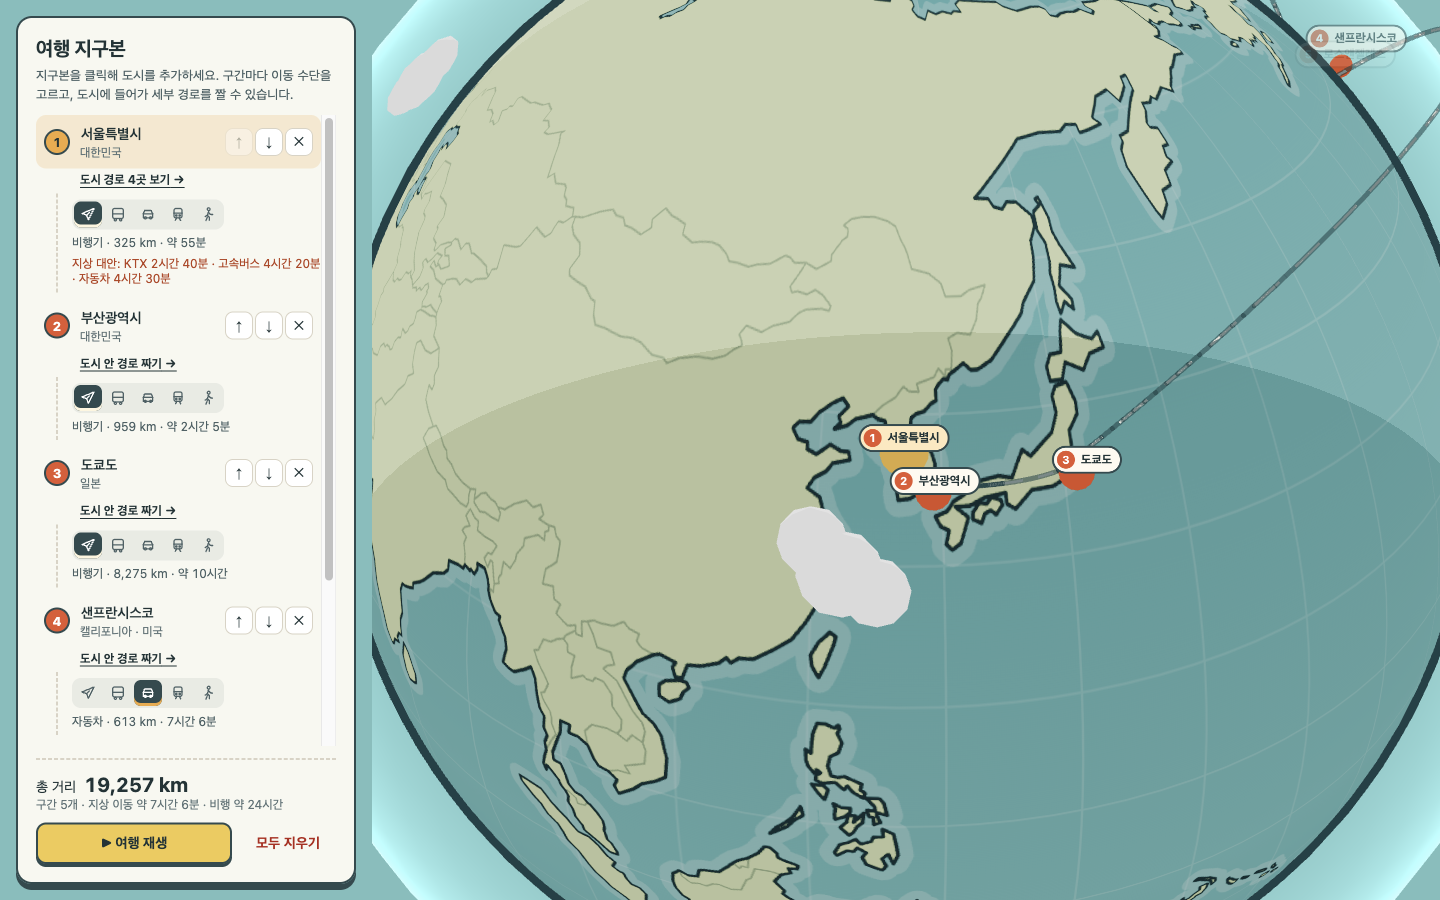 여행 지구본
지구본을 클릭해 도시를 추가하세요. 구간마다 이동 수단을
고르고, 도시에 들어가 세부 경로를 짤 수 있습니다.
1 서울특별시 ↑ ↓ ×
대한민국
도시 경로 4곳 보기 →
비행기 · 325 km · 약 55분
지상 대안: KTX 2시간 40분 · 고속버스 4시간 20분
· 자동차 4시간 30분
2 부산광역시 ↑ ↓ ×
대한민국
도시 안 경로 짜기 →
비행기 · 959 km · 약 2시간 5분
3 도쿄도 ↑ ↓ ×
일본
도시 안 경로 짜기 →
비행기 · 8,275 km · 약 10시간
4 샌프란시스코 ↑ ↓ ×
캘리포니아 · 미국
도시 안 경로 짜기 →
자동차 · 613 km · 7시간 6분
총 거리 19,257 km
구간 5개 · 지상 이동 약 7시간 6분 · 비행 약 24시간
▶ 여행 재생
모두 지우기
4 샌프란시스코
1 서울특별시
3 도쿄도
2 부산광역시